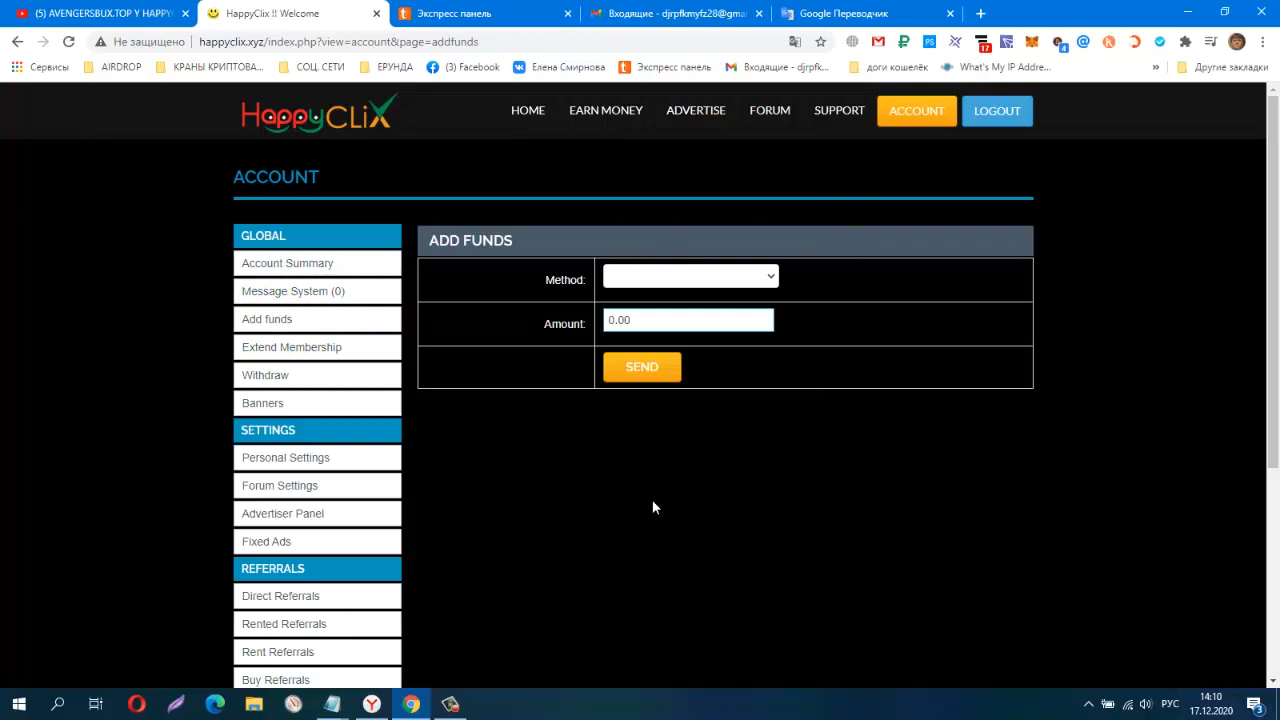 (5) AVENGERSBUX.TOP Y HAPPYC
HappyClix !! Welcome
Экспресс панель
Входящие - djrpfkmyfz28@gmai
Google Переводчик
Не защищено
happyclix.xyz/index.php?view=account&page=addfunds
17
4
Сервисы
AIRDROP
КРАНЫ КРИПТОВА...
СОЦ. СЕТИ
ЕРУНДА
(3) Facebook
Елена Смирнова
Экспресс панель
Входящие - djrpfk...
доги кошелёк
What's My IP Addre...
»
Другие закладки
HappyCLiX
HOME
EARN MONEY
ADVERTISE
FORUM
SUPPORT
ACCOUNT
LOGOUT
ACCOUNT
GLOBAL
Account Summary
Message System (0)
Add funds
Extend Membership
Withdraw
Banners
SETTINGS
Personal Settings
Forum Settings
Advertiser Panel
Fixed Ads
REFERRALS
Direct Referrals
Rented Referrals
Rent Referrals
Buy Referrals
ADD FUNDS
Method:
Amount:
0.00
SEND
РУС
14:10
17.12.2020
3